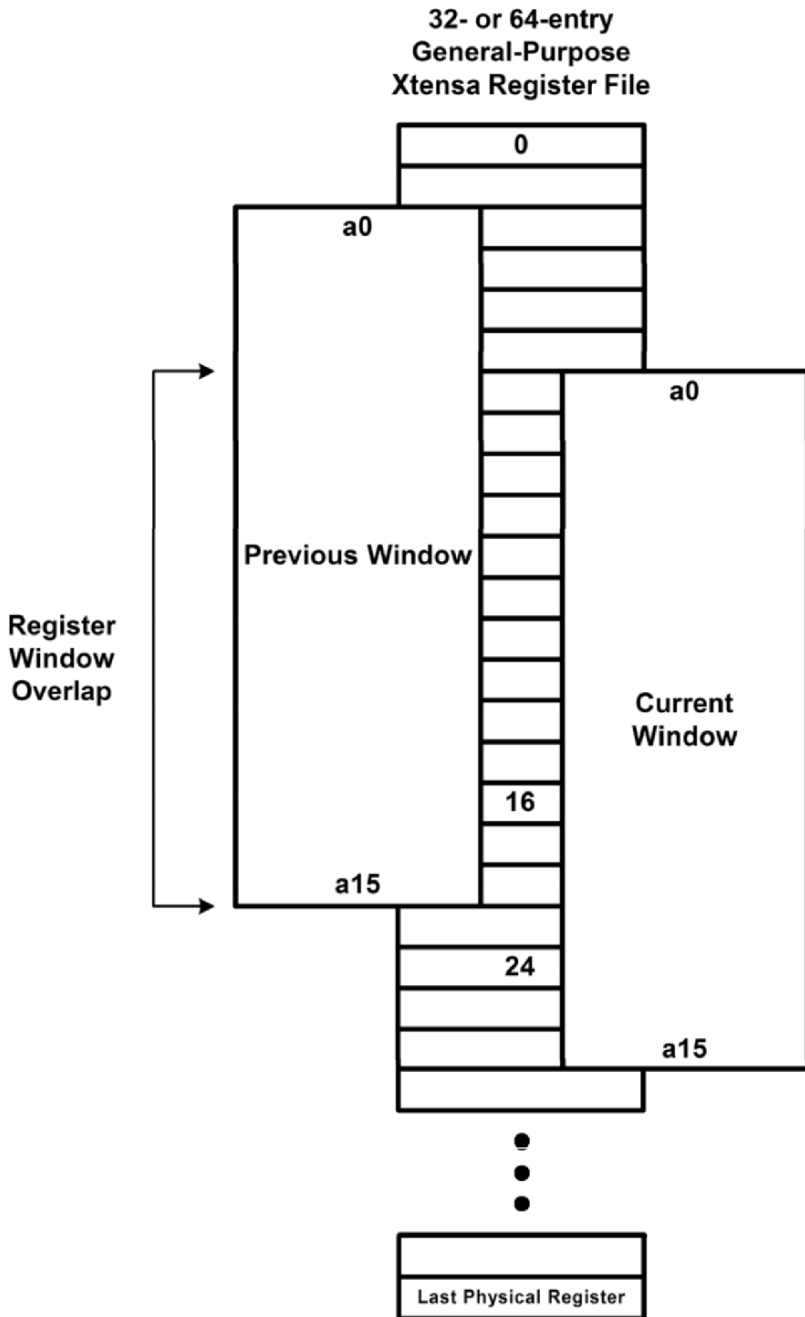 32- or 64-entry
General-Purpose
Xtensa Register File
0
a0
a0
Previous Window
Register
Window
Overlap
Current
Window
16
a15
24
a15
Last Physical Register